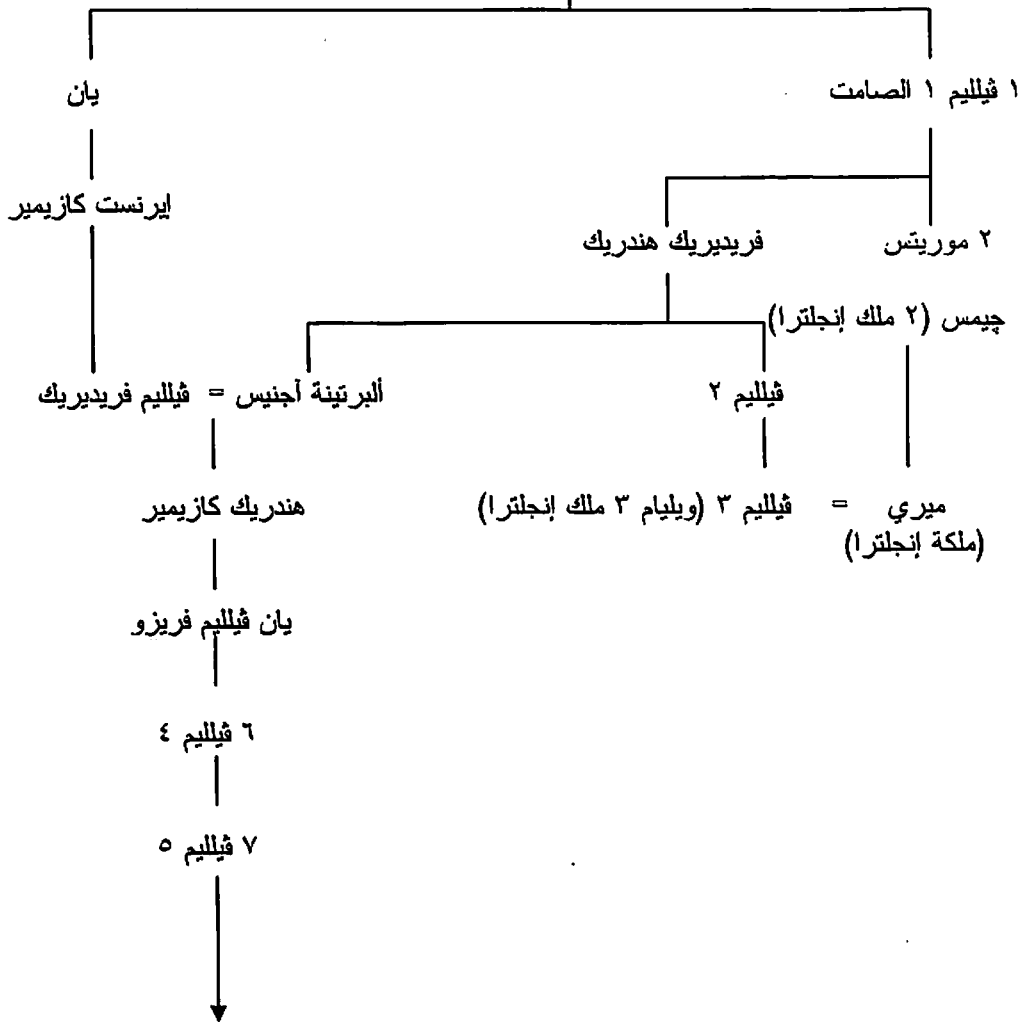 ١ ڤيلليم ١ الصامت
يان
إيرنست كازيمير
٢ موريتس
فريديريك هندريك
چيمس (٢ ملك إنجلترا)
ڤيلليم ٢
ألبرتينة آجنيس = ڤيلليم فريديريك
ميري = ڤيلليم ٣ (ويليام ٣ ملك إنجلترا)
(ملكة إنجلترا)
هندريك كازيمير
يان ڤيلليم فريزو
٦ ڤيلليم ٤
٧ ڤيلليم ٥